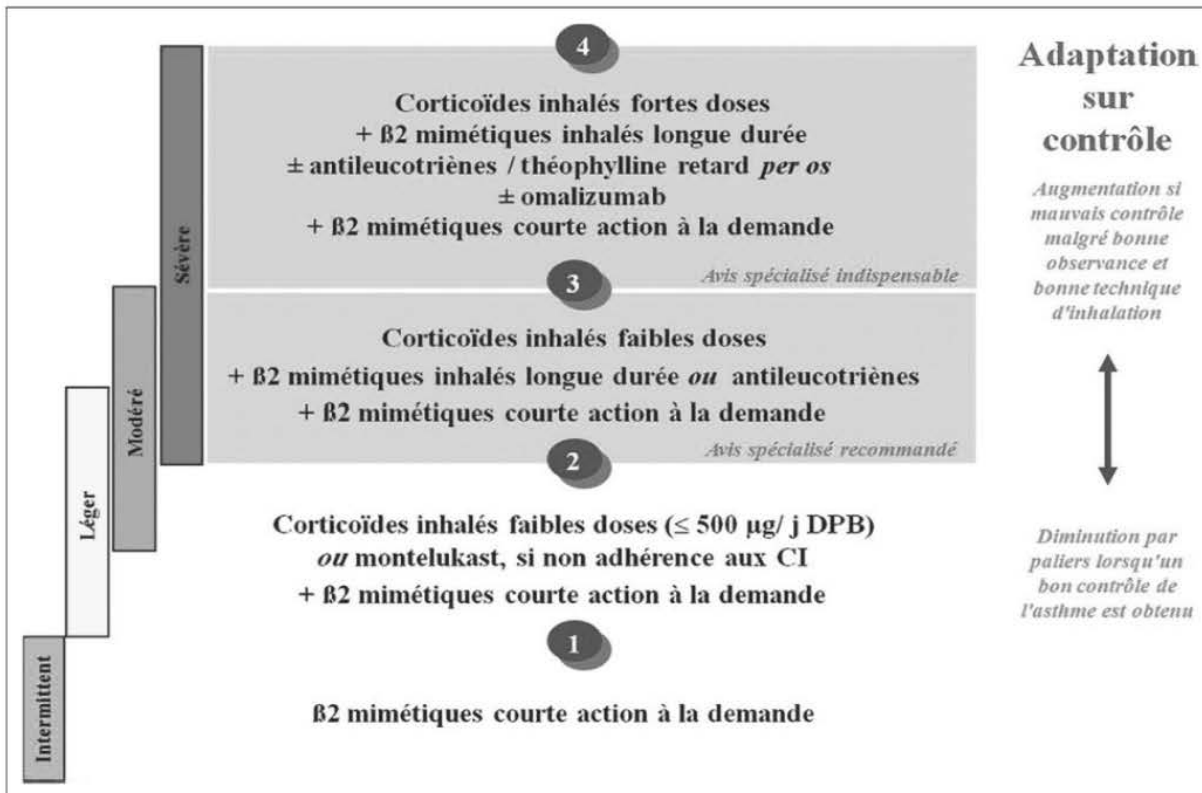 4
Corticoïdes inhalés fortes doses
+ ß2 mimétiques inhalés longue durée
± antileucotriènes / théophylline retard per os
± omalizumab
+ ß2 mimétiques courte action à la demande
Avis spécialisé indispensable
3
Corticoïdes inhalés faibles doses
+ ß2 mimétiques inhalés longue durée ou antileucotriènes
+ ß2 mimétiques courte action à la demande
Avis spécialisé recommandé
2
Corticoïdes inhalés faibles doses (≤ 500 µg/ j DPB)
ou montelukast, si non adhérence aux CI
+ ß2 mimétiques courte action à la demande
1
ß2 mimétiques courte action à la demande
Intermittent
Léger
Modéré
Sévère
Adaptation
sur
contrôle
Augmentation si
mauvais contrôle
malgré bonne
observance et
bonne technique
d'inhalation
Diminution par
paliers lorsqu'un
bon contrôle de
l'asthme est obtenu